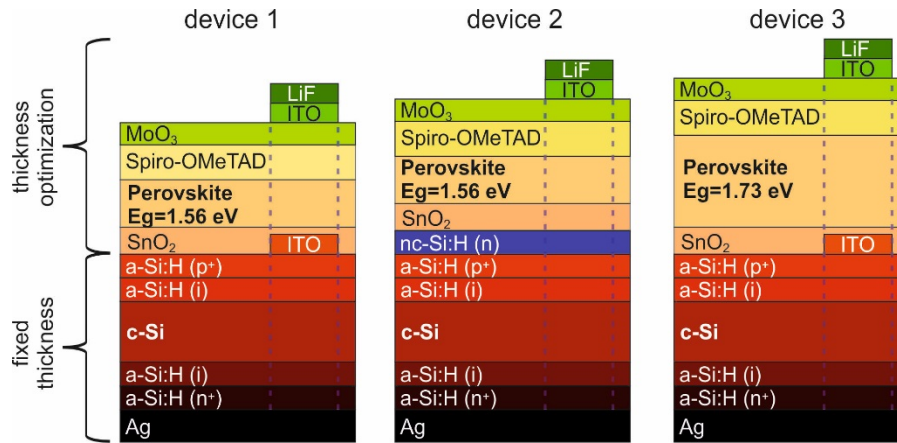 device 1
device 2
device 3
thickness
optimization
fixed
thickness
LiF
ITO
MoO₃
Spiro-OMeTAD
Perovskite
Eg=1.56 eV
SnO₂
ITO
a-Si:H (p⁺)
a-Si:H (i)
c-Si
a-Si:H (i)
a-Si:H (n⁺)
Ag
LiF
ITO
MoO₃
Spiro-OMeTAD
Perovskite
Eg=1.56 eV
SnO₂
nc-Si:H (n)
a-Si:H (p⁺)
a-Si:H (i)
c-Si
a-Si:H (i)
a-Si:H (n⁺)
Ag
LiF
ITO
MoO₃
Spiro-OMeTAD
Perovskite
Eg=1.73 eV
SnO₂
ITO
a-Si:H (p⁺)
a-Si:H (i)
c-Si
a-Si:H (i)
a-Si:H (n⁺)
Ag